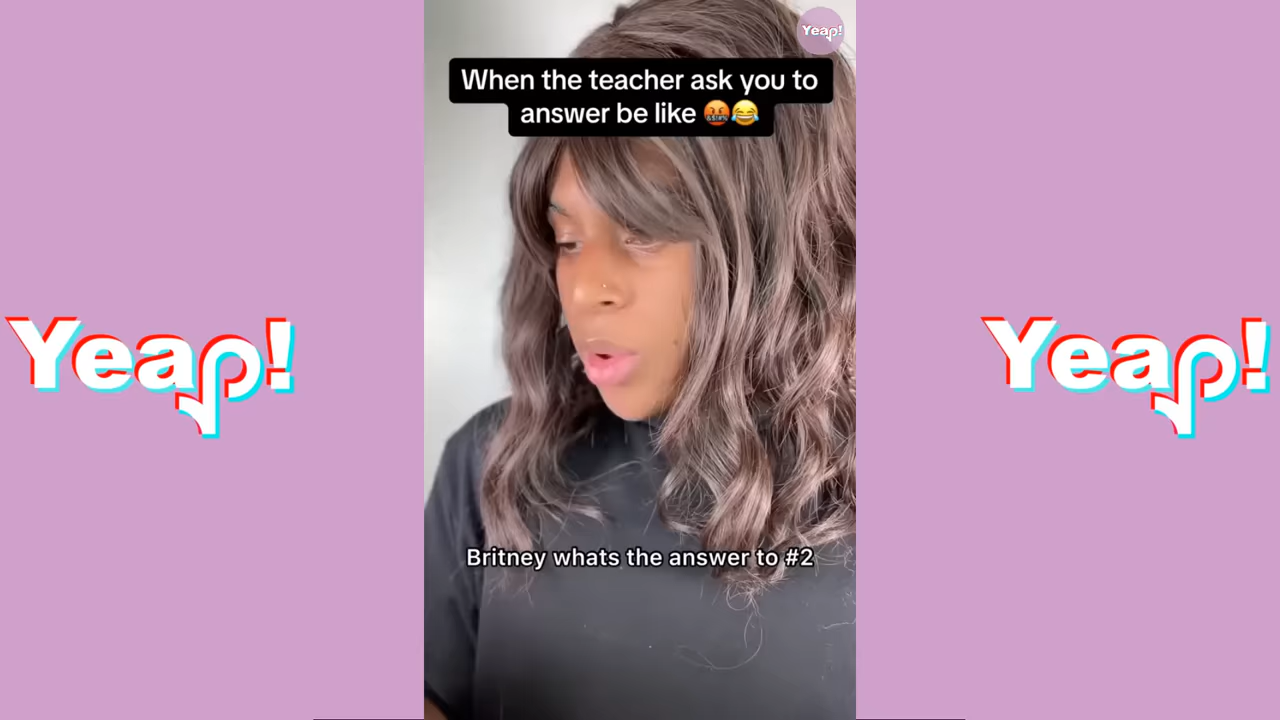 Yeap!
When the teacher ask you to
answer be like 🤬😂
Yeap!
Yeap!
Britney whats the answer to #2